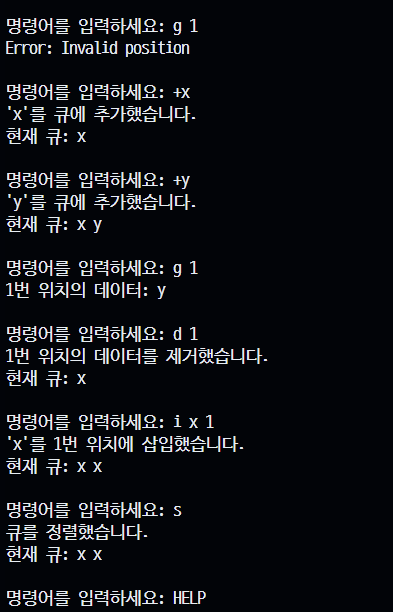 명령어를 입력하세요: g 1
Error: Invalid position
명령어를 입력하세요: +x
'x'를 큐에 추가했습니다.
현재 큐: x
명령어를 입력하세요: +y
'y'를 큐에 추가했습니다.
현재 큐: x y
명령어를 입력하세요: g 1
1번 위치의 데이터: y
명령어를 입력하세요: d 1
1번 위치의 데이터를 제거했습니다.
현재 큐: x
명령어를 입력하세요: i x 1
'x'를 1번 위치에 삽입했습니다.
현재 큐: x x
명령어를 입력하세요: s
큐를 정렬했습니다.
현재 큐: x x
명령어를 입력하세요: HELP